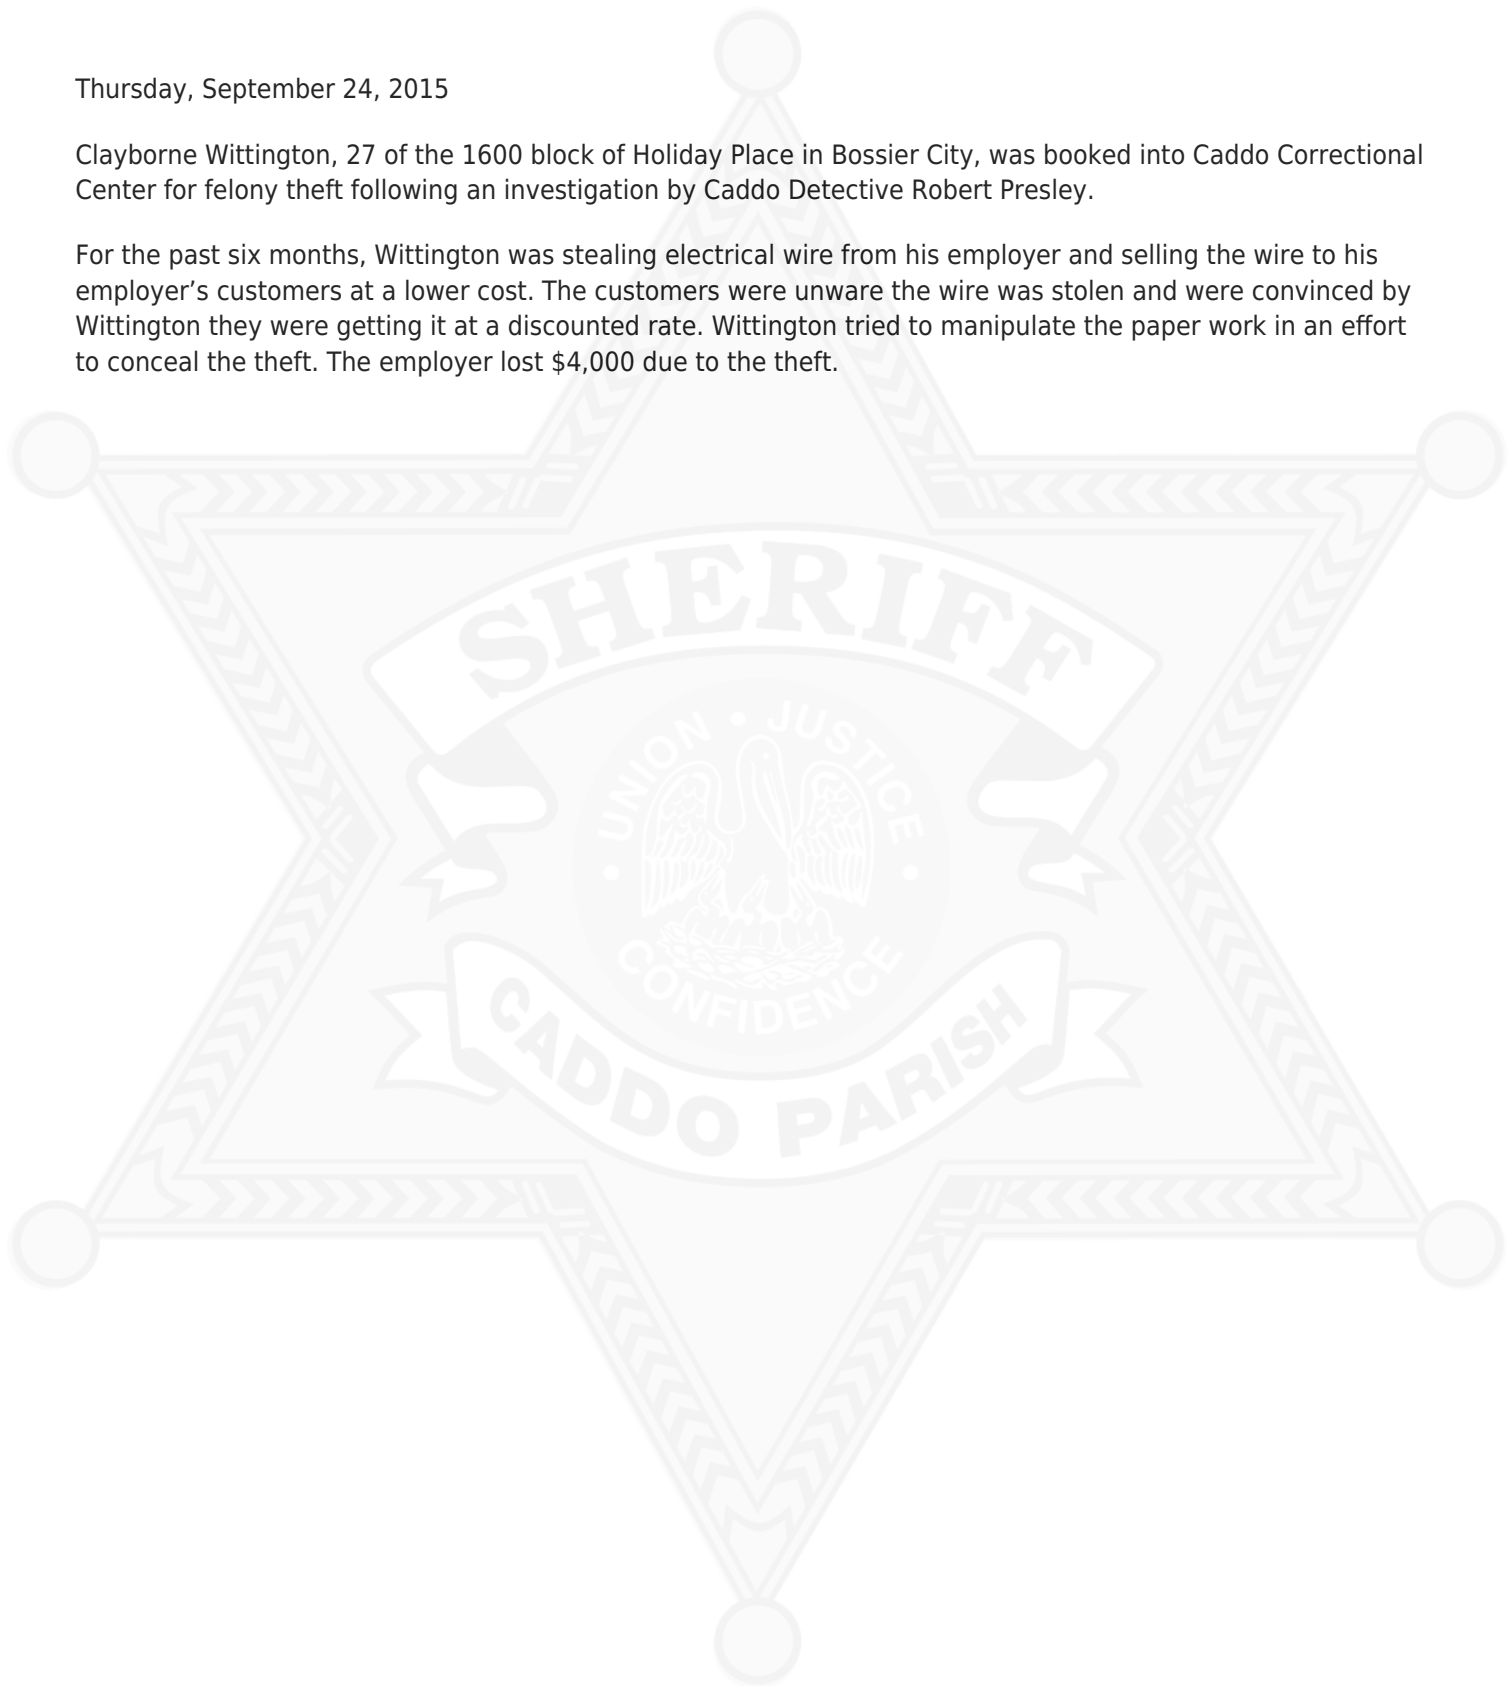 Thursday, September 24, 2015
Clayborne Wittington, 27 of the 1600 block of Holiday Place in Bossier City, was booked into Caddo Correctional
Center for felony theft following an investigation by Caddo Detective Robert Presley.
For the past six months, Wittington was stealing electrical wire from his employer and selling the wire to his
employer’s customers at a lower cost. The customers were unware the wire was stolen and were convinced by
Wittington they were getting it at a discounted rate. Wittington tried to manipulate the paper work in an effort
to conceal the theft. The employer lost $4,000 due to the theft.
SHERIFF
UNION • JUSTICE
• CONFIDENCE •
CADDO PARISH